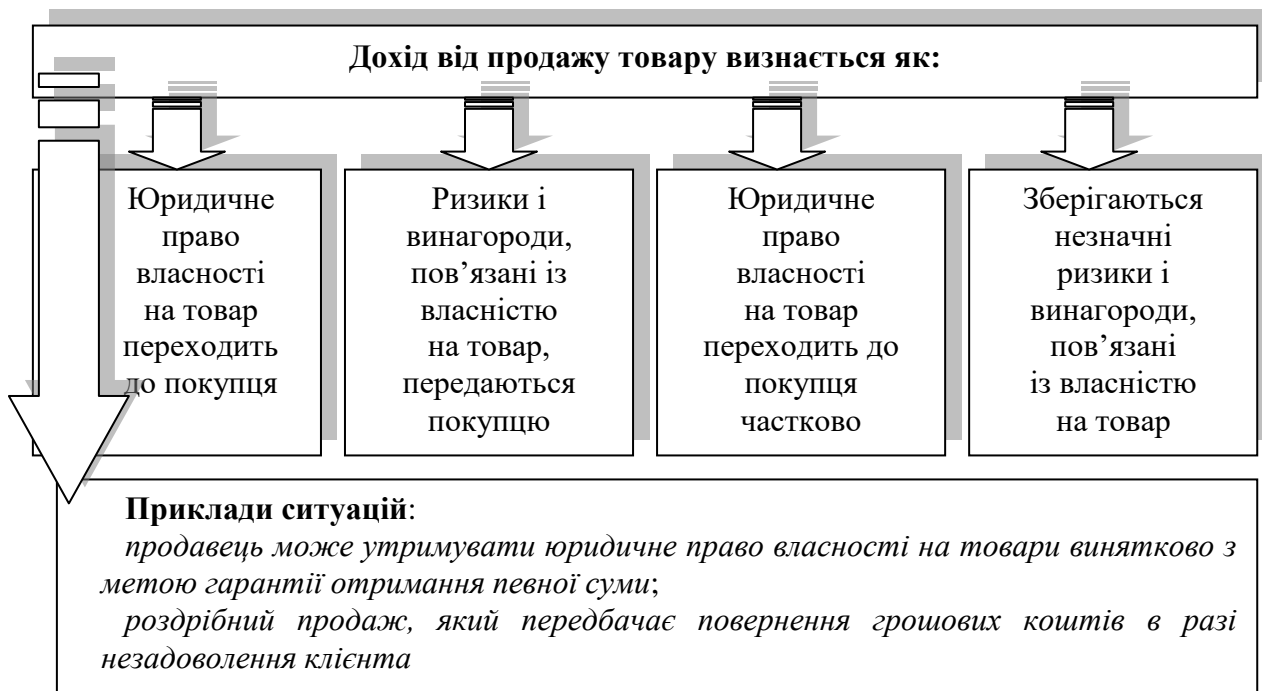 Дохід від продажу товару визнається як:
Юридичне
право
власності
на товар
переходить
до покупця
Ризики і
винагороди,
пов’язані із
власністю
на товар,
передаються
покупцю
Юридичне
право
власності
на товар
переходить до
покупця
частково
Зберігаються
незначні
ризики і
винагороди,
пов’язані
із власністю
на товар
Приклади ситуацій:
продавець може утримувати юридичне право власності на товари винятково з
метою гарантії отримання певної суми;
роздрібний продаж, який передбачає повернення грошових коштів в разі
незадоволення клієнта